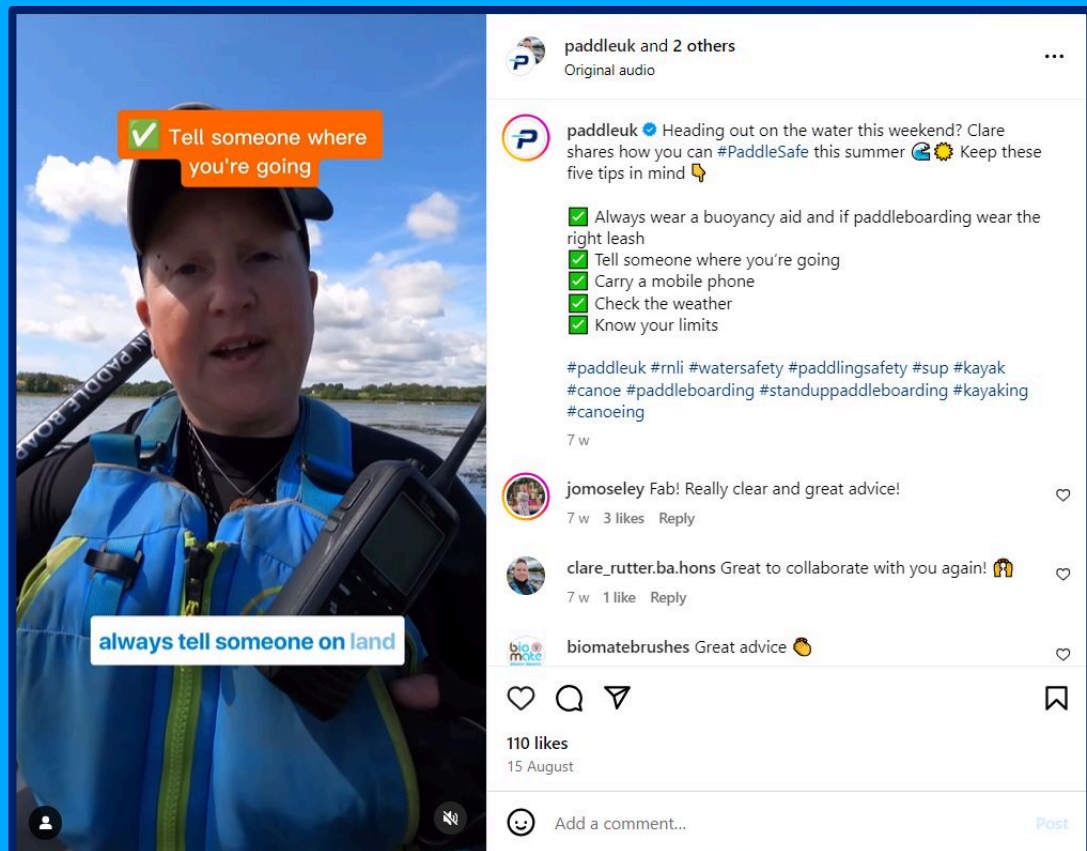 ✅ Tell someone where
you're going
N PADDLE BOAR
always tell someone on land
paddleuk and 2 others
Original audio
paddleuk Heading out on the water this weekend? Clare
shares how you can #PaddleSafe this summer 🌊🌞 Keep these
five tips in mind 👇
✅ Always wear a buoyancy aid and if paddleboarding wear the
right leash
✅ Tell someone where you're going
✅ Carry a mobile phone
✅ Check the weather
✅ Know your limits
#paddleuk #rnli #watersafety #paddlingsafety #sup #kayak
#canoe #paddleboarding #standuppaddleboarding #kayaking
#canoeing
7 w
jomoseley Fab! Really clear and great advice!
7 w 3 likes Reply
clare_rutter.ba.hons Great to collaborate with you again! 🙌
7 w 1 like Reply
bio
mate
biomatebrushes Great advice 👏
110 likes
15 August
Add a comment...
Post